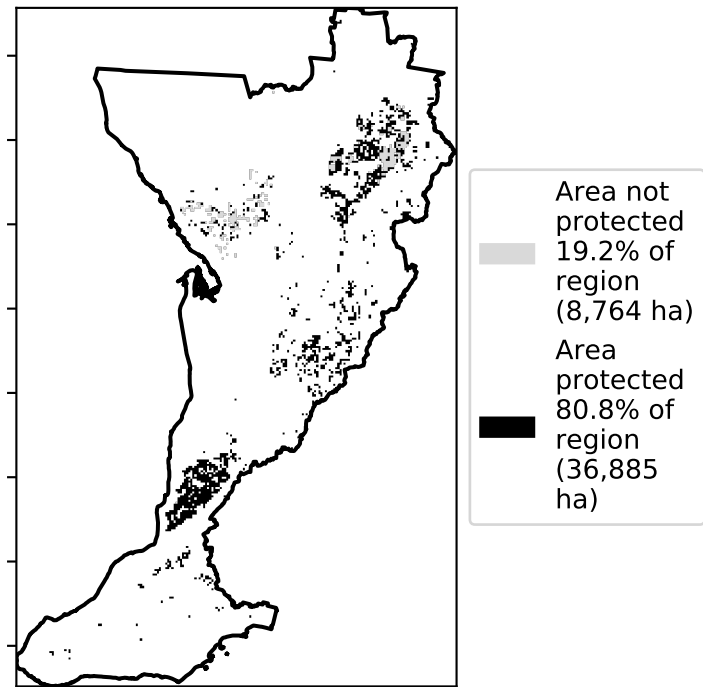 Area not
protected
19.2% of
region
(8,764 ha)
Area
protected
80.8% of
region
(36,885
ha)